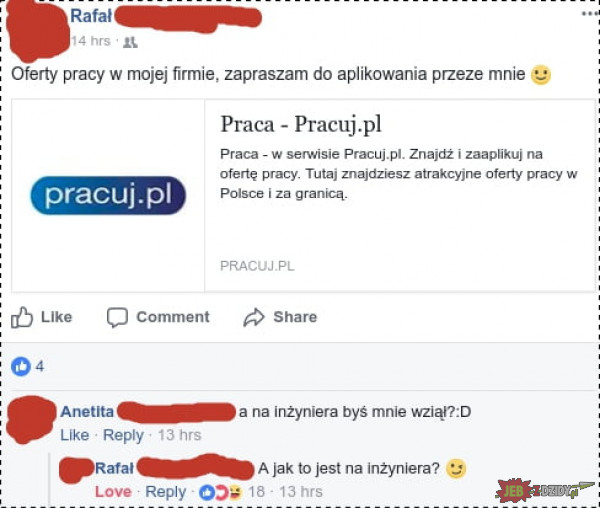 Rafał
14 hrs ·
Oferty pracy w mojej firmie, zapraszam do aplikowania przeze mnie 😉
pracuj.pl
Praca - Pracuj.pl
Praca - w serwisie Pracuj.pl. Znajdź i zaaplikuj na
ofertę pracy. Tutaj znajdziesz atrakcyjne oferty pracy w
Polsce i za granicą.
PRACUJ.PL
Like Comment Share
4
Anetita a na inżyniera byś mnie wziął?:D
Like · Reply · 13 hrs
Rafał A jak to jest na inżyniera? 😉
Love · Reply · 18 · 13 hrs
JEBZDZIDY.pl